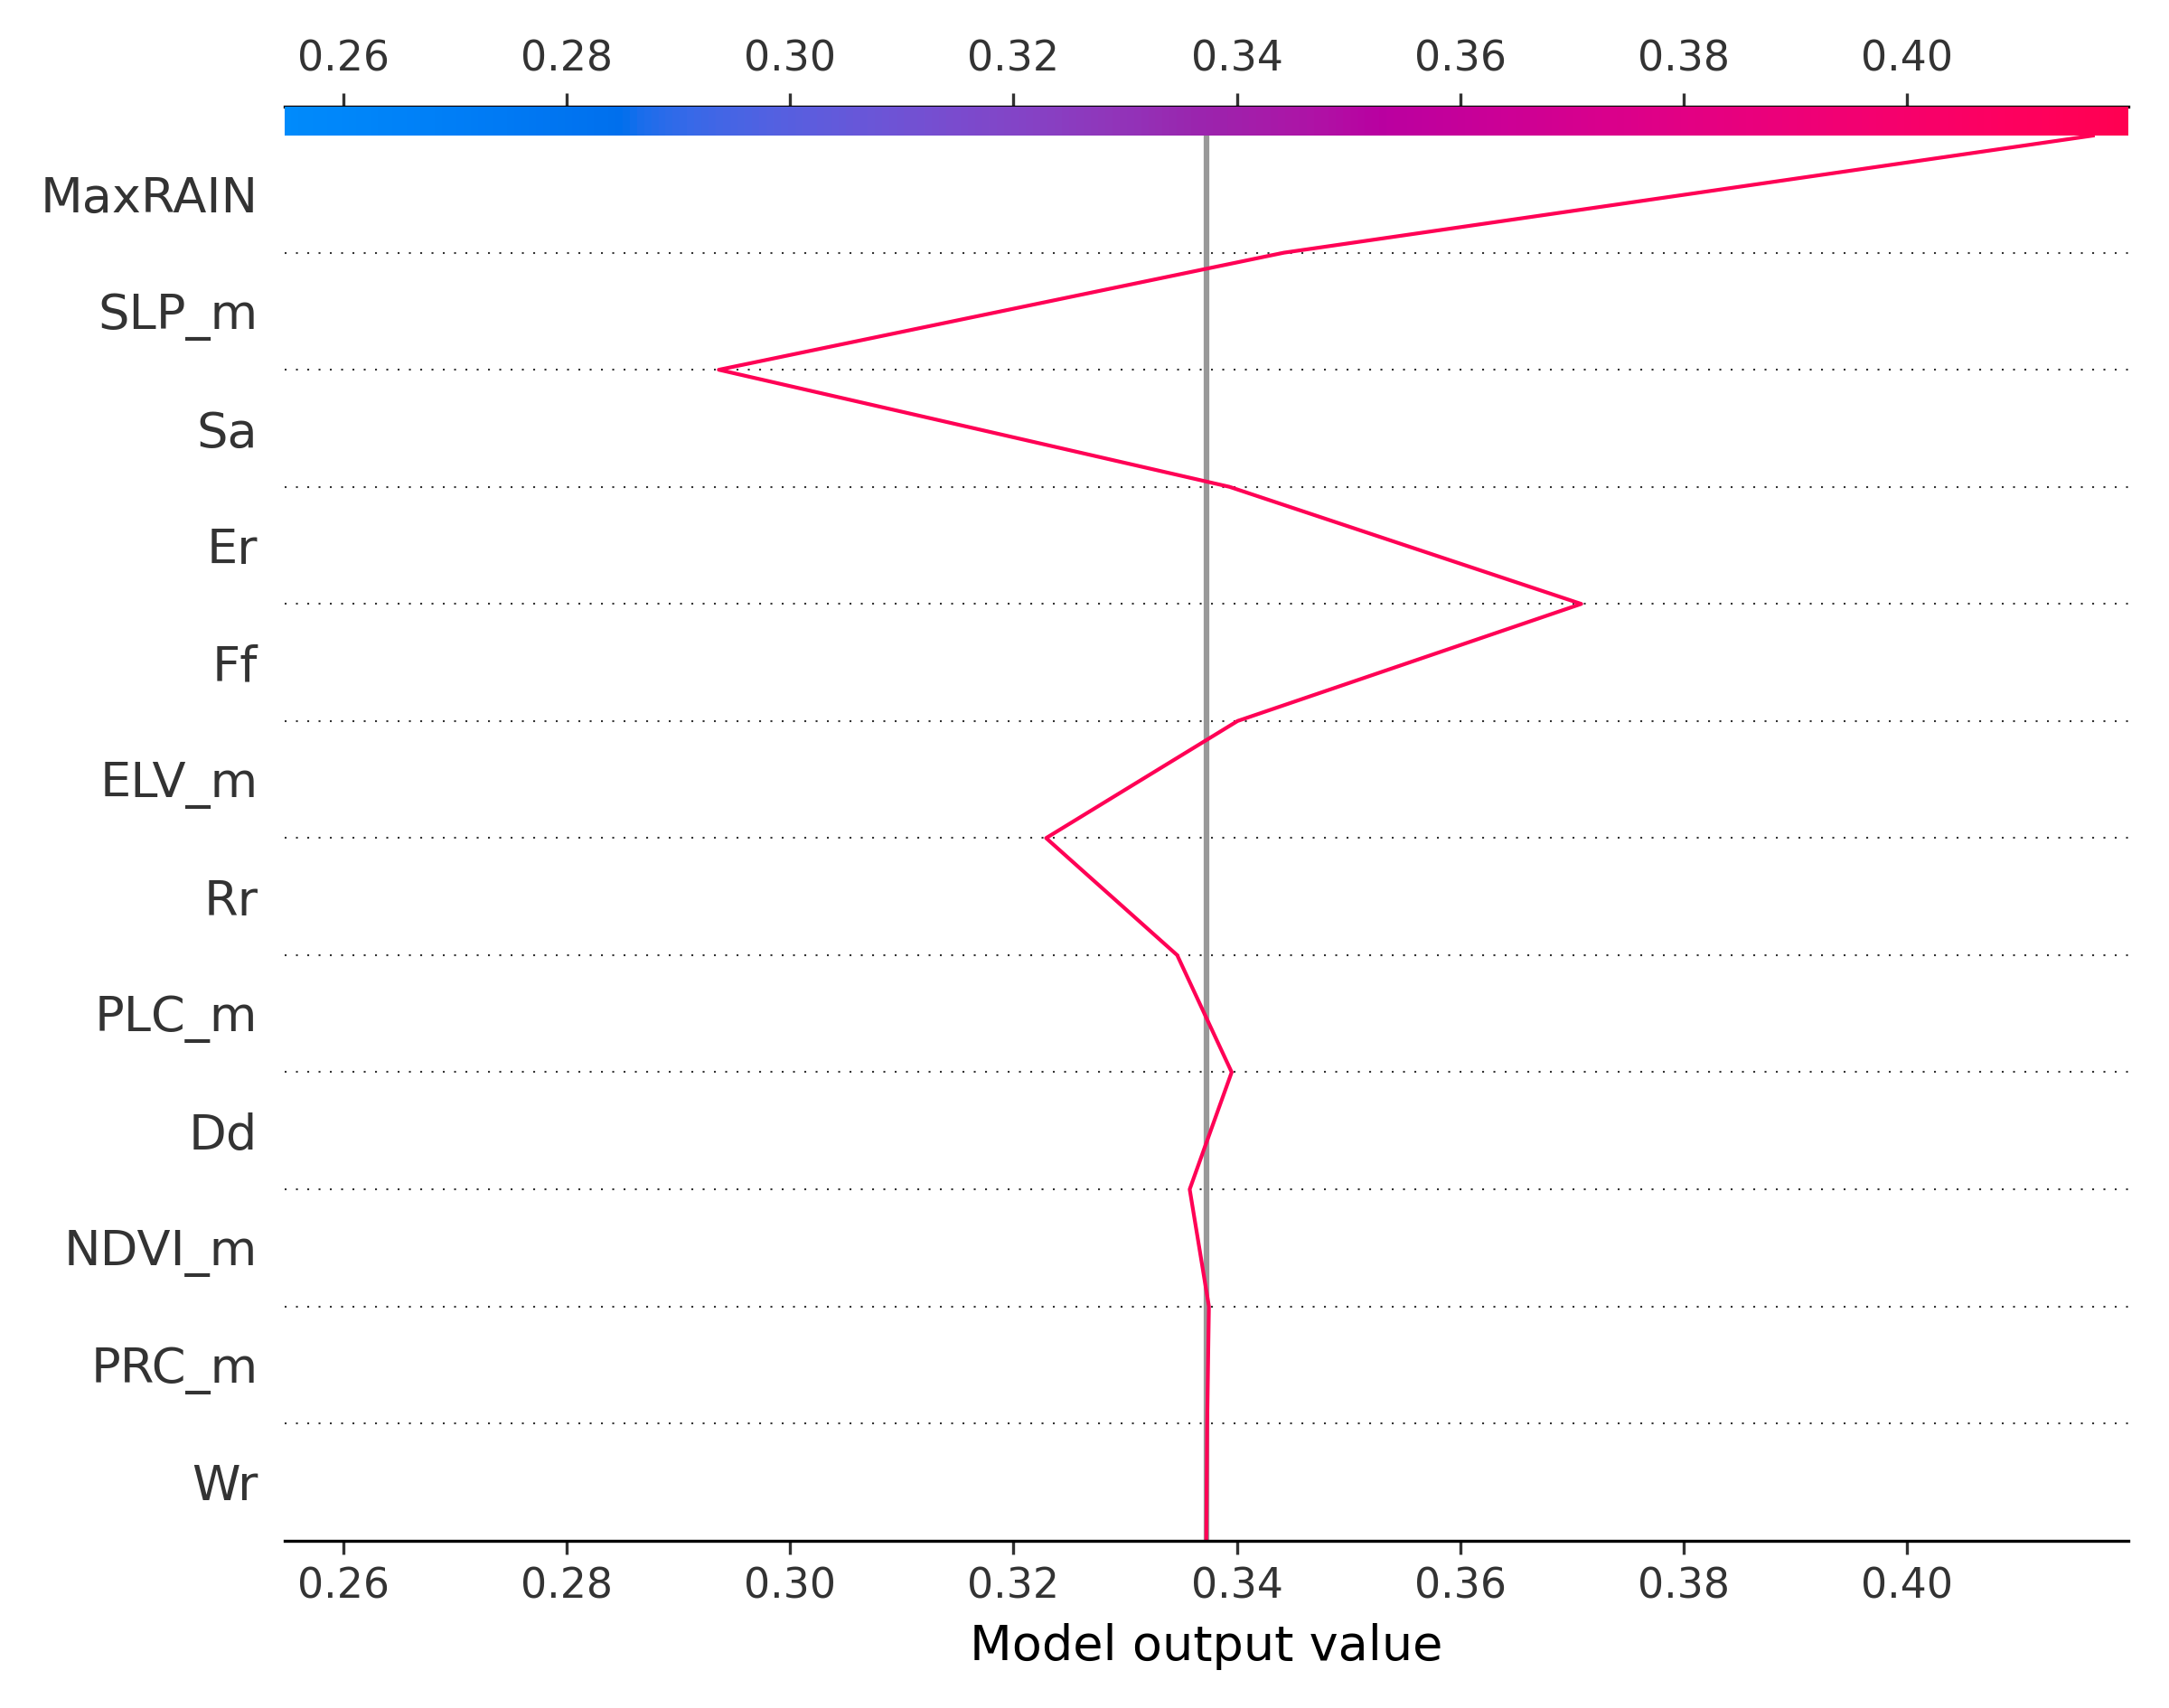 0.26 0.28 0.30 0.32 0.34 0.36 0.38 0.40
MaxRAIN
SLP_m
Sa
Er
Ff
ELV_m
Rr
PLC_m
Dd
NDVI_m
PRC_m
Wr
0.26 0.28 0.30 0.32 0.34 0.36 0.38 0.40
Model output value